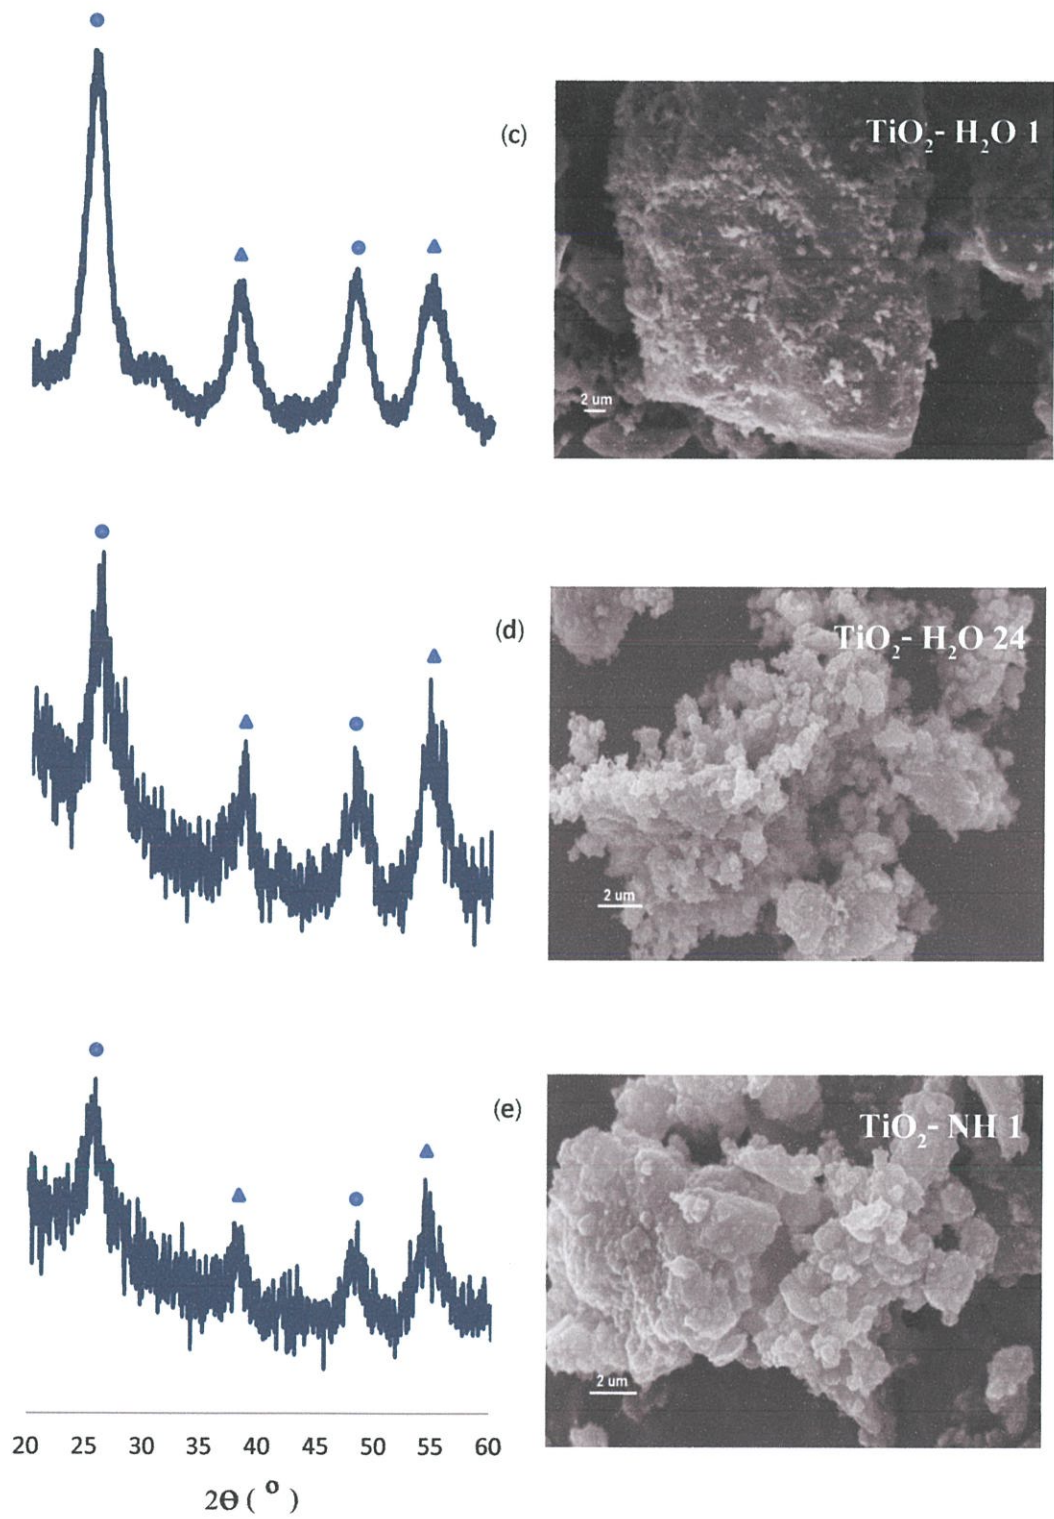 (c)
TiO₂- H₂O 1
2 um
(d)
TiO₂- H₂O 24
2 um
(e)
TiO₂- NH 1
2 um
20 25 30 35 40 45 50 55 60
2Θ ( ° )